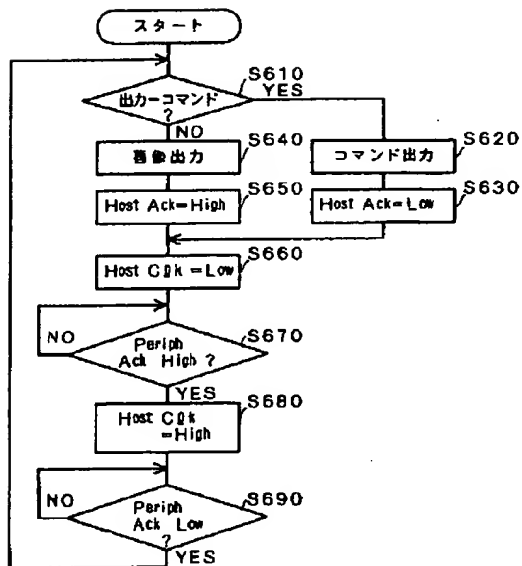 スタート
S610
出力ーコマンド
?
YES
NO
S640
画像出力
S620
コマンド出力
S650
Host Ack=High
S630
Host Ack=Low
S660
Host Cℓk =Low
S670
Periph
Ack High ?
NO
YES
S680
Host Cℓk
=High
S690
Periph
Ack Low
?
NO
YES